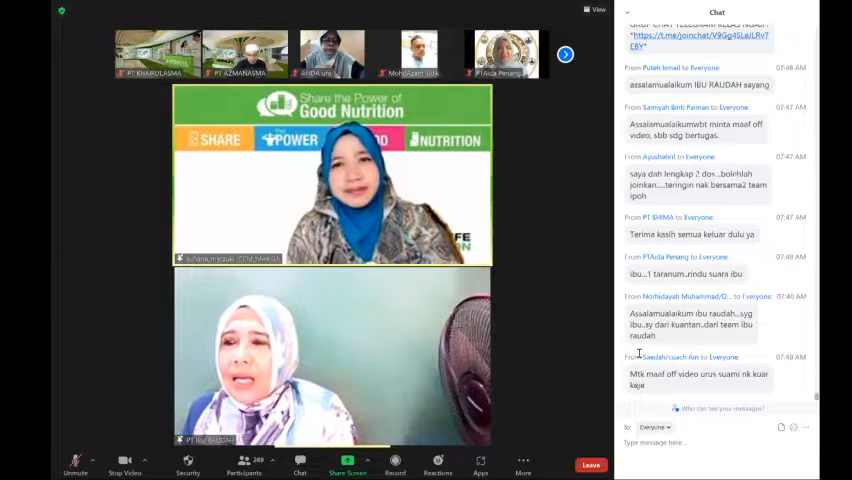 View
PT KHAIRULASMA
PT AZMANASMA
AFIDA ufo
MohdAzam Sidik
PTAida Penang
Share the Power of
Good Nutrition
SHARE
POWER
NUTRITION
PT IBU RAUDAH
Unmute
Stop Video
Security
269
Participants
Chat
Share Screen
Record
Reactions
Apps
More
Leave
Chat
GROUP CHAT TELEGRAM KELAS NGAJI
*https://t.me/joinchat/V9Gg4SLeJLRv7
EBY*
From Puteh Ismail to Everyone: 07:46 AM
assalamualaikum IBU RAUDAH sayang
From Samiyah Binti Paiman to Everyone: 07:47 AM
Assalamualaikumwbt minta maaf off
video, sbb sdg bertugas.
From Ayushahril to Everyone: 07:47 AM
saya dah lengkap 2 dos...bolehlah
joinkan....teringin nak bersama2 team
ipoh
From PT SHIMA to Everyone: 07:47 AM
Terima kasih semua keluar dulu ya
From PTAida Penang to Everyone: 07:48 AM
ibu...1 taranum..rindu suara ibu
From Norhidayah Muhammad/D... to Everyone: 07:48 AM
Assalamualaikum ibu raudah...syg
ibu..sy dari kuantan..dari team ibu
raudah
From Saedah/coach Ain to Everyone: 07:48 AM
Mtk maaf off video urus suami nk kuar
keje
Who can see your messages?
To: Everyone
Type message here...